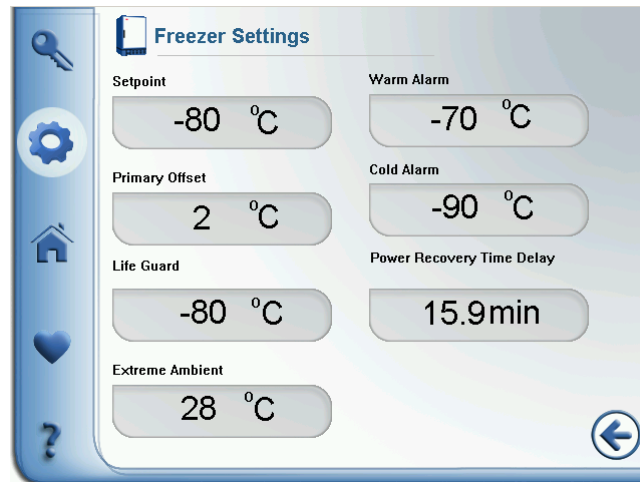 Freezer Settings
Setpoint
-80 °C
Primary Offset
2 °C
Life Guard
-80 °C
Extreme Ambient
28 °C
Warm Alarm
-70 °C
Cold Alarm
-90 °C
Power Recovery Time Delay
15.9min
?